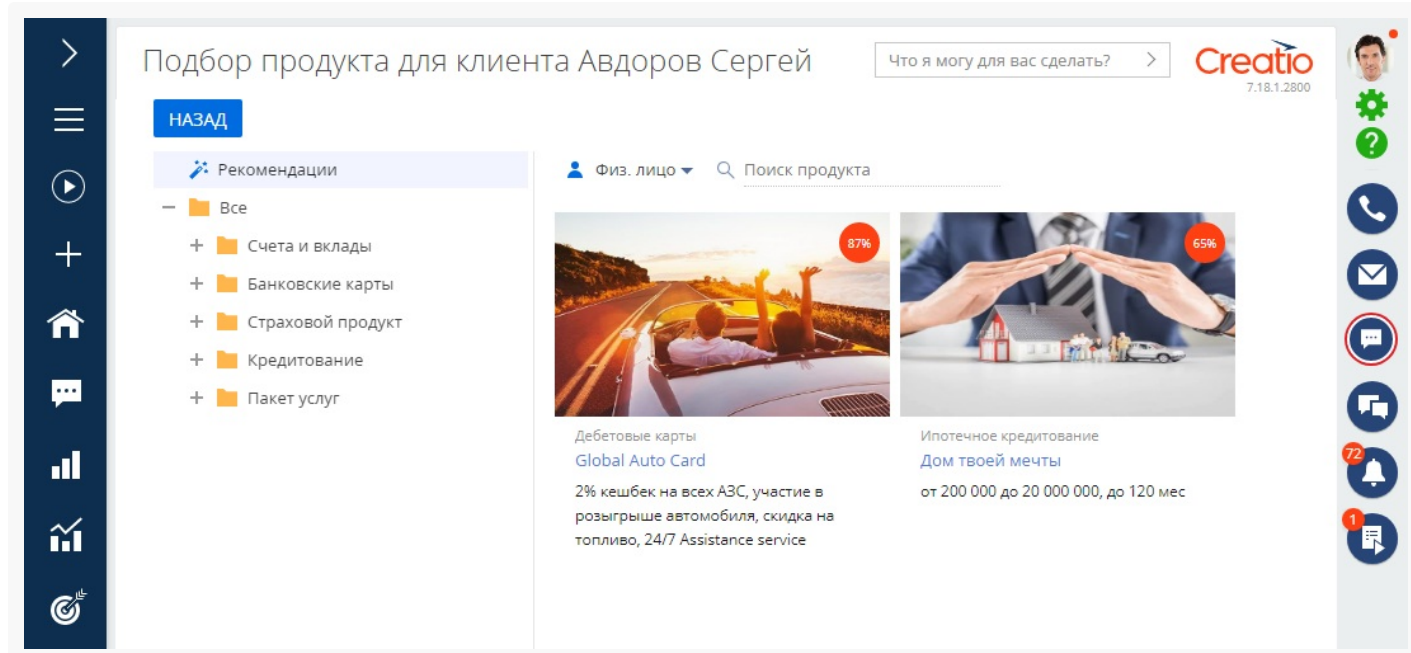 Подбор продукта для клиента Авдоров Сергей
Что я могу для вас сделать?
Creatio
7.18.1.2800
НАЗАД
Рекомендации
Все
Счета и вклады
Банковские карты
Страховой продукт
Кредитование
Пакет услуг
Физ. лицо
Поиск продукта
87%
Дебетовые карты
Global Auto Card
2% кешбек на всех АЗС, участие в
розыгрыше автомобиля, скидка на
топливо, 24/7 Assistance service
65%
Ипотечное кредитование
Дом твоей мечты
от 200 000 до 20 000 000, до 120 мес
72
1